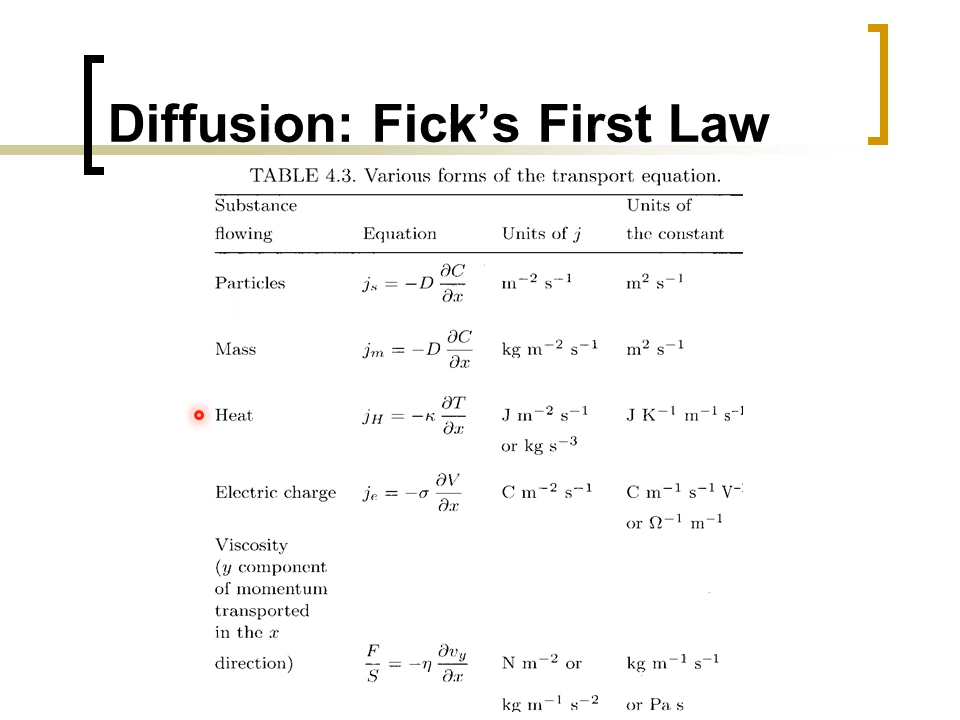 Diffusion: Fick's First Law
TABLE 4.3. Various forms of the transport equation.
Substance flowing Equation Units of j Units of the constant
Particles j_s = −D ∂C/∂x m^−2 s^−1 m^2 s^−1
Mass j_m = −D ∂C/∂x kg m^−2 s^−1 m^2 s^−1
Heat j_H = −κ ∂T/∂x J m^−2 s^−1 J K^−1 m^−1 s^−1
or kg s^−3
Electric charge j_e = −σ ∂V/∂x C m^−2 s^−1 C m^−1 s^−1 V^−
or Ω^−1 m^−1
Viscosity
(y component
of momentum
transported
in the x
direction) F/S = −η ∂v_y/∂x N m^−2 or kg m^−1 s^−1
kg m^−1 s^−2 or Pa s